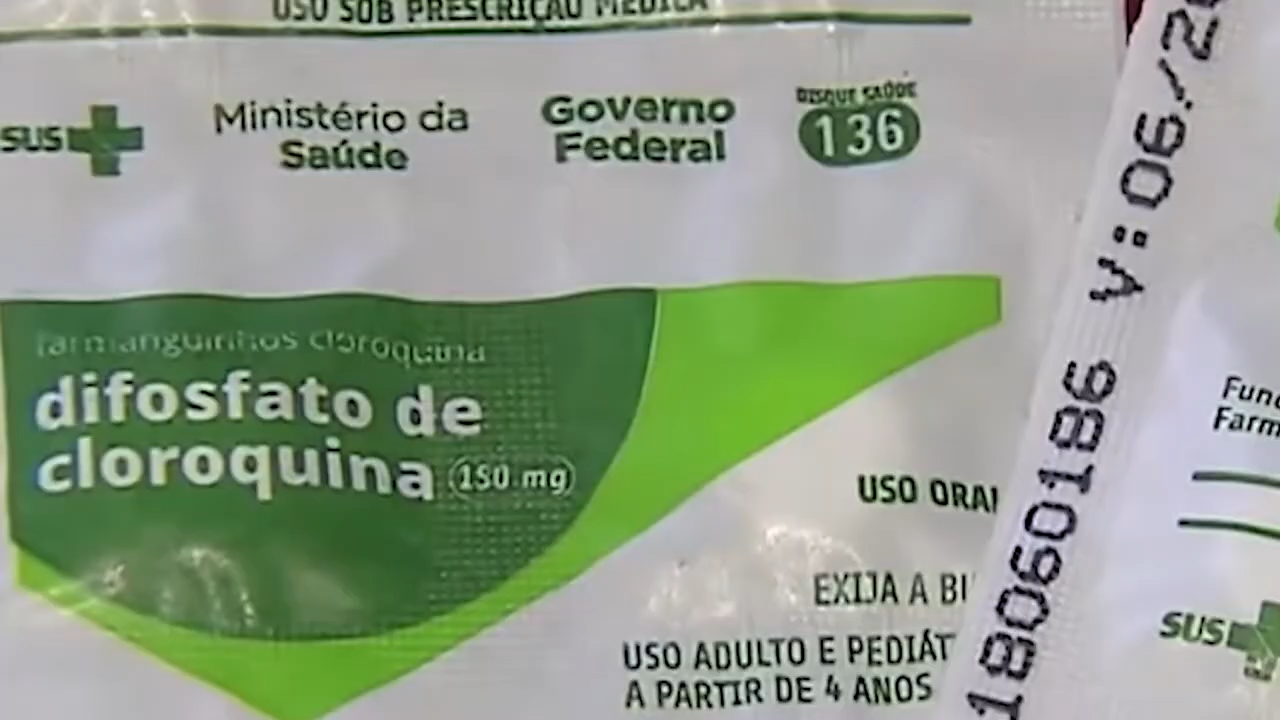 USO SOB PRESCRIÇÃO MÉDICA
SUS
Ministério da
Saúde
Governo
Federal
DISQUE SAÚDE
136
farmanguinhos cloroquina
difosfato de
cloroquina 150 mg
USO ORAL
EXIJA A
USO ADULTO E PEDIÁT
A PARTIR DE 4 ANOS
18060186 V:06/2
Fun
Farm
SUS